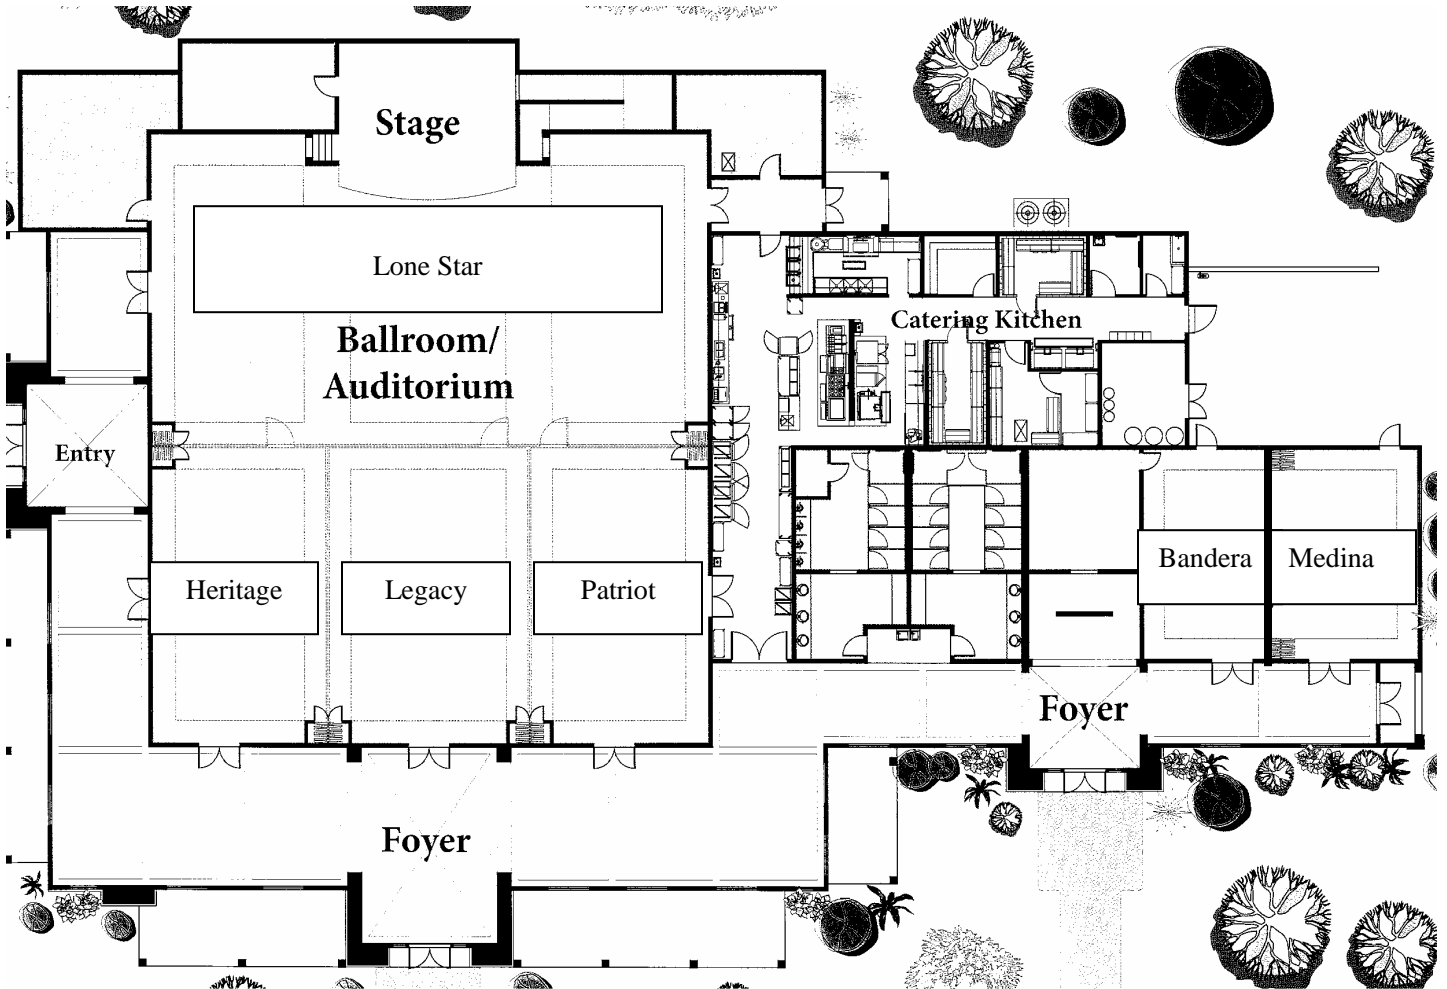 Stage
Lone Star
Ballroom/
Auditorium
Catering Kitchen
Entry
Heritage
Legacy
Patriot
Bandera
Medina
Foyer
Foyer